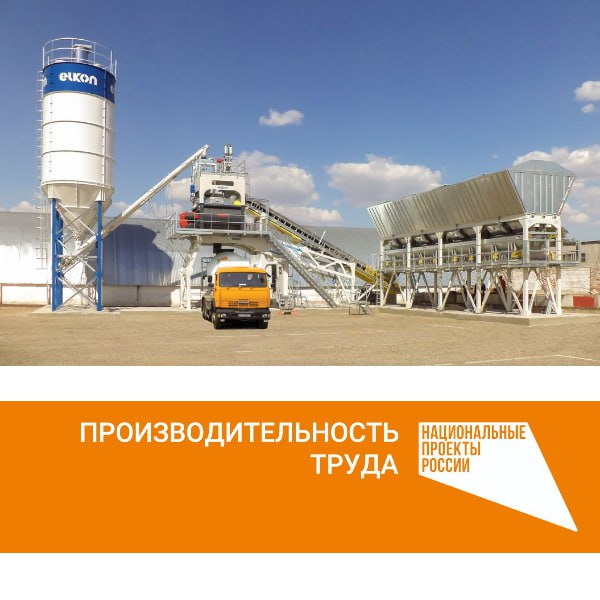 elkon
ПРОИЗВОДИТЕЛЬНОСТЬ
ТРУДА
НАЦИОНАЛЬНЫЕ
ПРОЕКТЫ
РОССИИ